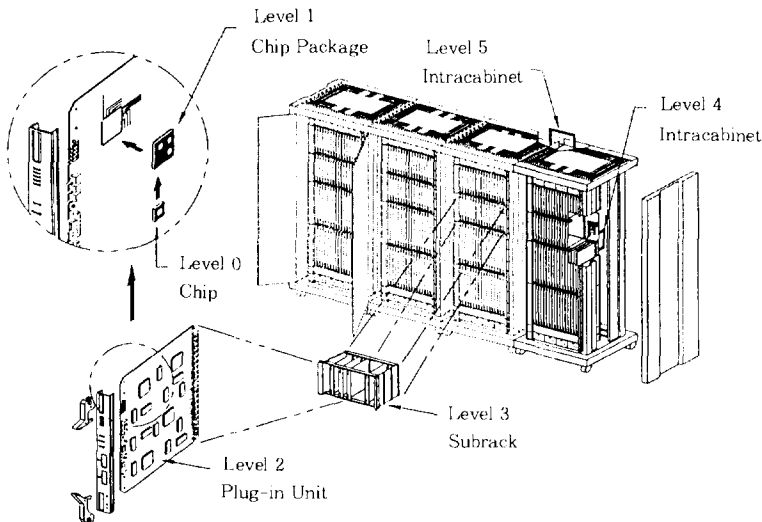 Level 1
Chip Package
Level 5
Intracabinet
Level 4
Intracabinet
Level 0
Chip
Level 3
Subrack
Level 2
Plug-in Unit